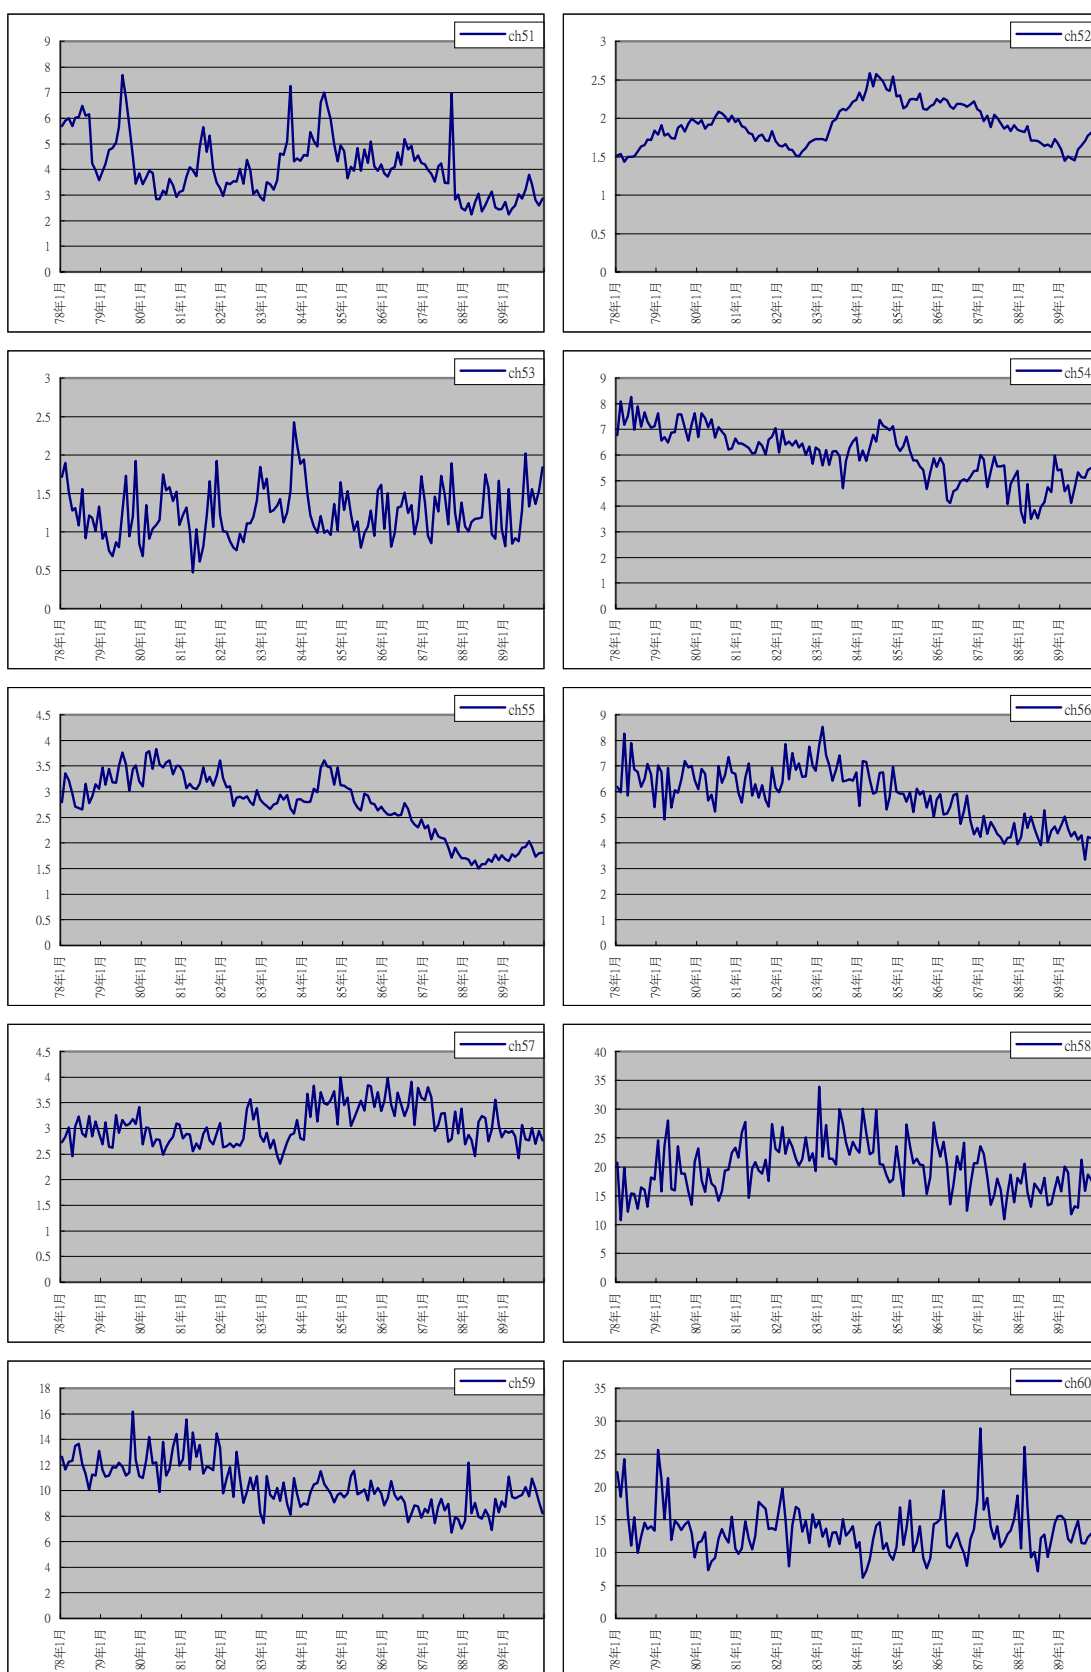 ch51
9
8
7
6
5
4
3
2
1
0
78年1月
79年1月
80年1月
81年1月
82年1月
83年1月
84年1月
85年1月
86年1月
87年1月
88年1月
89年1月
ch52
3
2.5
2
1.5
1
0.5
0
78年1月
79年1月
80年1月
81年1月
82年1月
83年1月
84年1月
85年1月
86年1月
87年1月
88年1月
89年1月
ch53
3
2.5
2
1.5
1
0.5
0
78年1月
79年1月
80年1月
81年1月
82年1月
83年1月
84年1月
85年1月
86年1月
87年1月
88年1月
89年1月
ch54
9
8
7
6
5
4
3
2
1
0
78年1月
79年1月
80年1月
81年1月
82年1月
83年1月
84年1月
85年1月
86年1月
87年1月
88年1月
89年1月
ch55
4.5
4
3.5
3
2.5
2
1.5
1
0.5
0
78年1月
79年1月
80年1月
81年1月
82年1月
83年1月
84年1月
85年1月
86年1月
87年1月
88年1月
89年1月
ch56
9
8
7
6
5
4
3
2
1
0
78年1月
79年1月
80年1月
81年1月
82年1月
83年1月
84年1月
85年1月
86年1月
87年1月
88年1月
89年1月
ch57
4.5
4
3.5
3
2.5
2
1.5
1
0.5
0
78年1月
79年1月
80年1月
81年1月
82年1月
83年1月
84年1月
85年1月
86年1月
87年1月
88年1月
89年1月
ch58
40
35
30
25
20
15
10
5
0
78年1月
79年1月
80年1月
81年1月
82年1月
83年1月
84年1月
85年1月
86年1月
87年1月
88年1月
89年1月
ch59
18
16
14
12
10
8
6
4
2
0
78年1月
79年1月
80年1月
81年1月
82年1月
83年1月
84年1月
85年1月
86年1月
87年1月
88年1月
89年1月
ch60
35
30
25
20
15
10
5
0
78年1月
79年1月
80年1月
81年1月
82年1月
83年1月
84年1月
85年1月
86年1月
87年1月
88年1月
89年1月